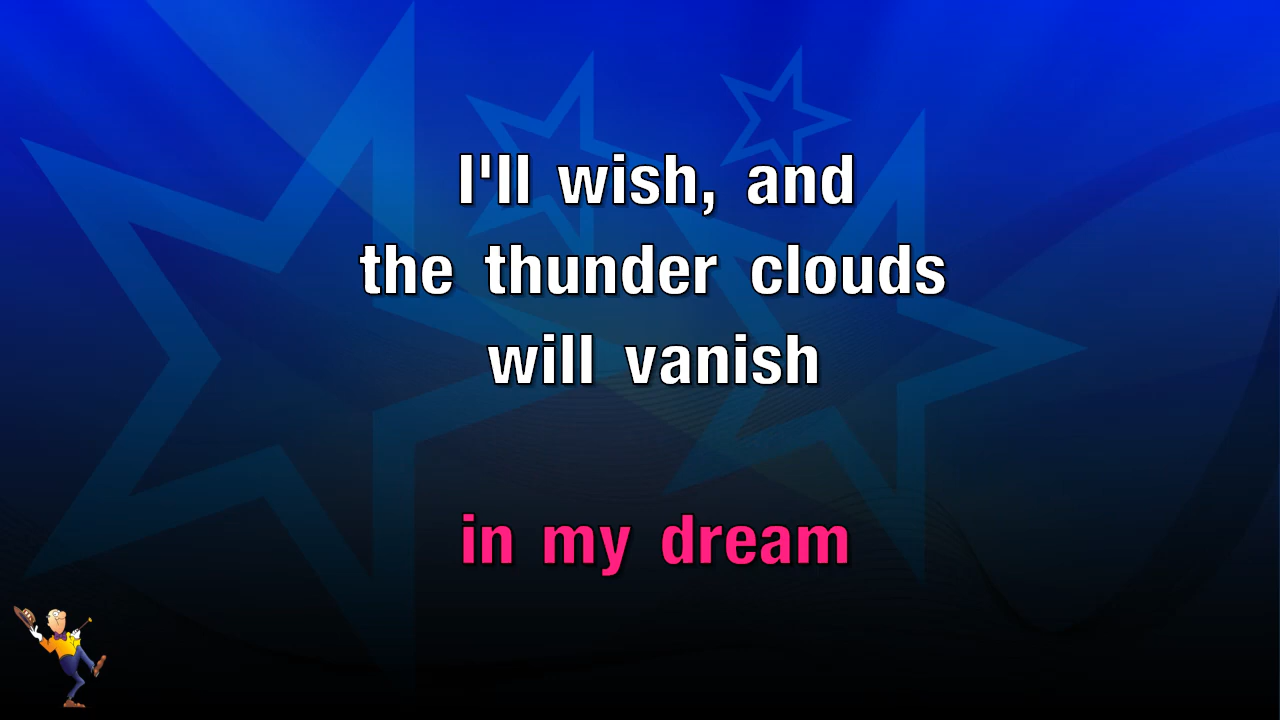 I'll wish, and
the thunder clouds
will vanish
in my dream